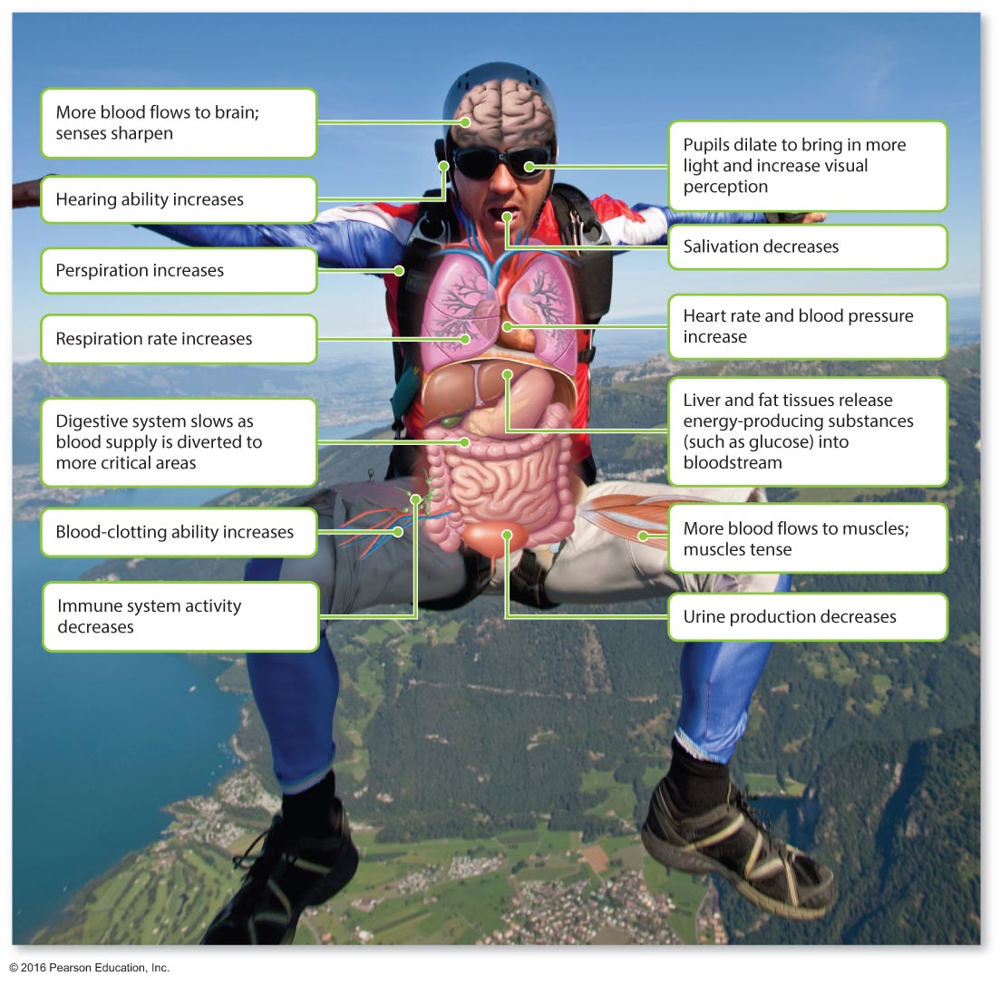 More blood flows to brain;
senses sharpen
Hearing ability increases
Perspiration increases
Respiration rate increases
Digestive system slows as
blood supply is diverted to
more critical areas
Blood-clotting ability increases
Immune system activity
decreases
Pupils dilate to bring in more
light and increase visual
perception
Salivation decreases
Heart rate and blood pressure
increase
Liver and fat tissues release
energy-producing substances
(such as glucose) into
bloodstream
More blood flows to muscles;
muscles tense
Urine production decreases
© 2016 Pearson Education, Inc.